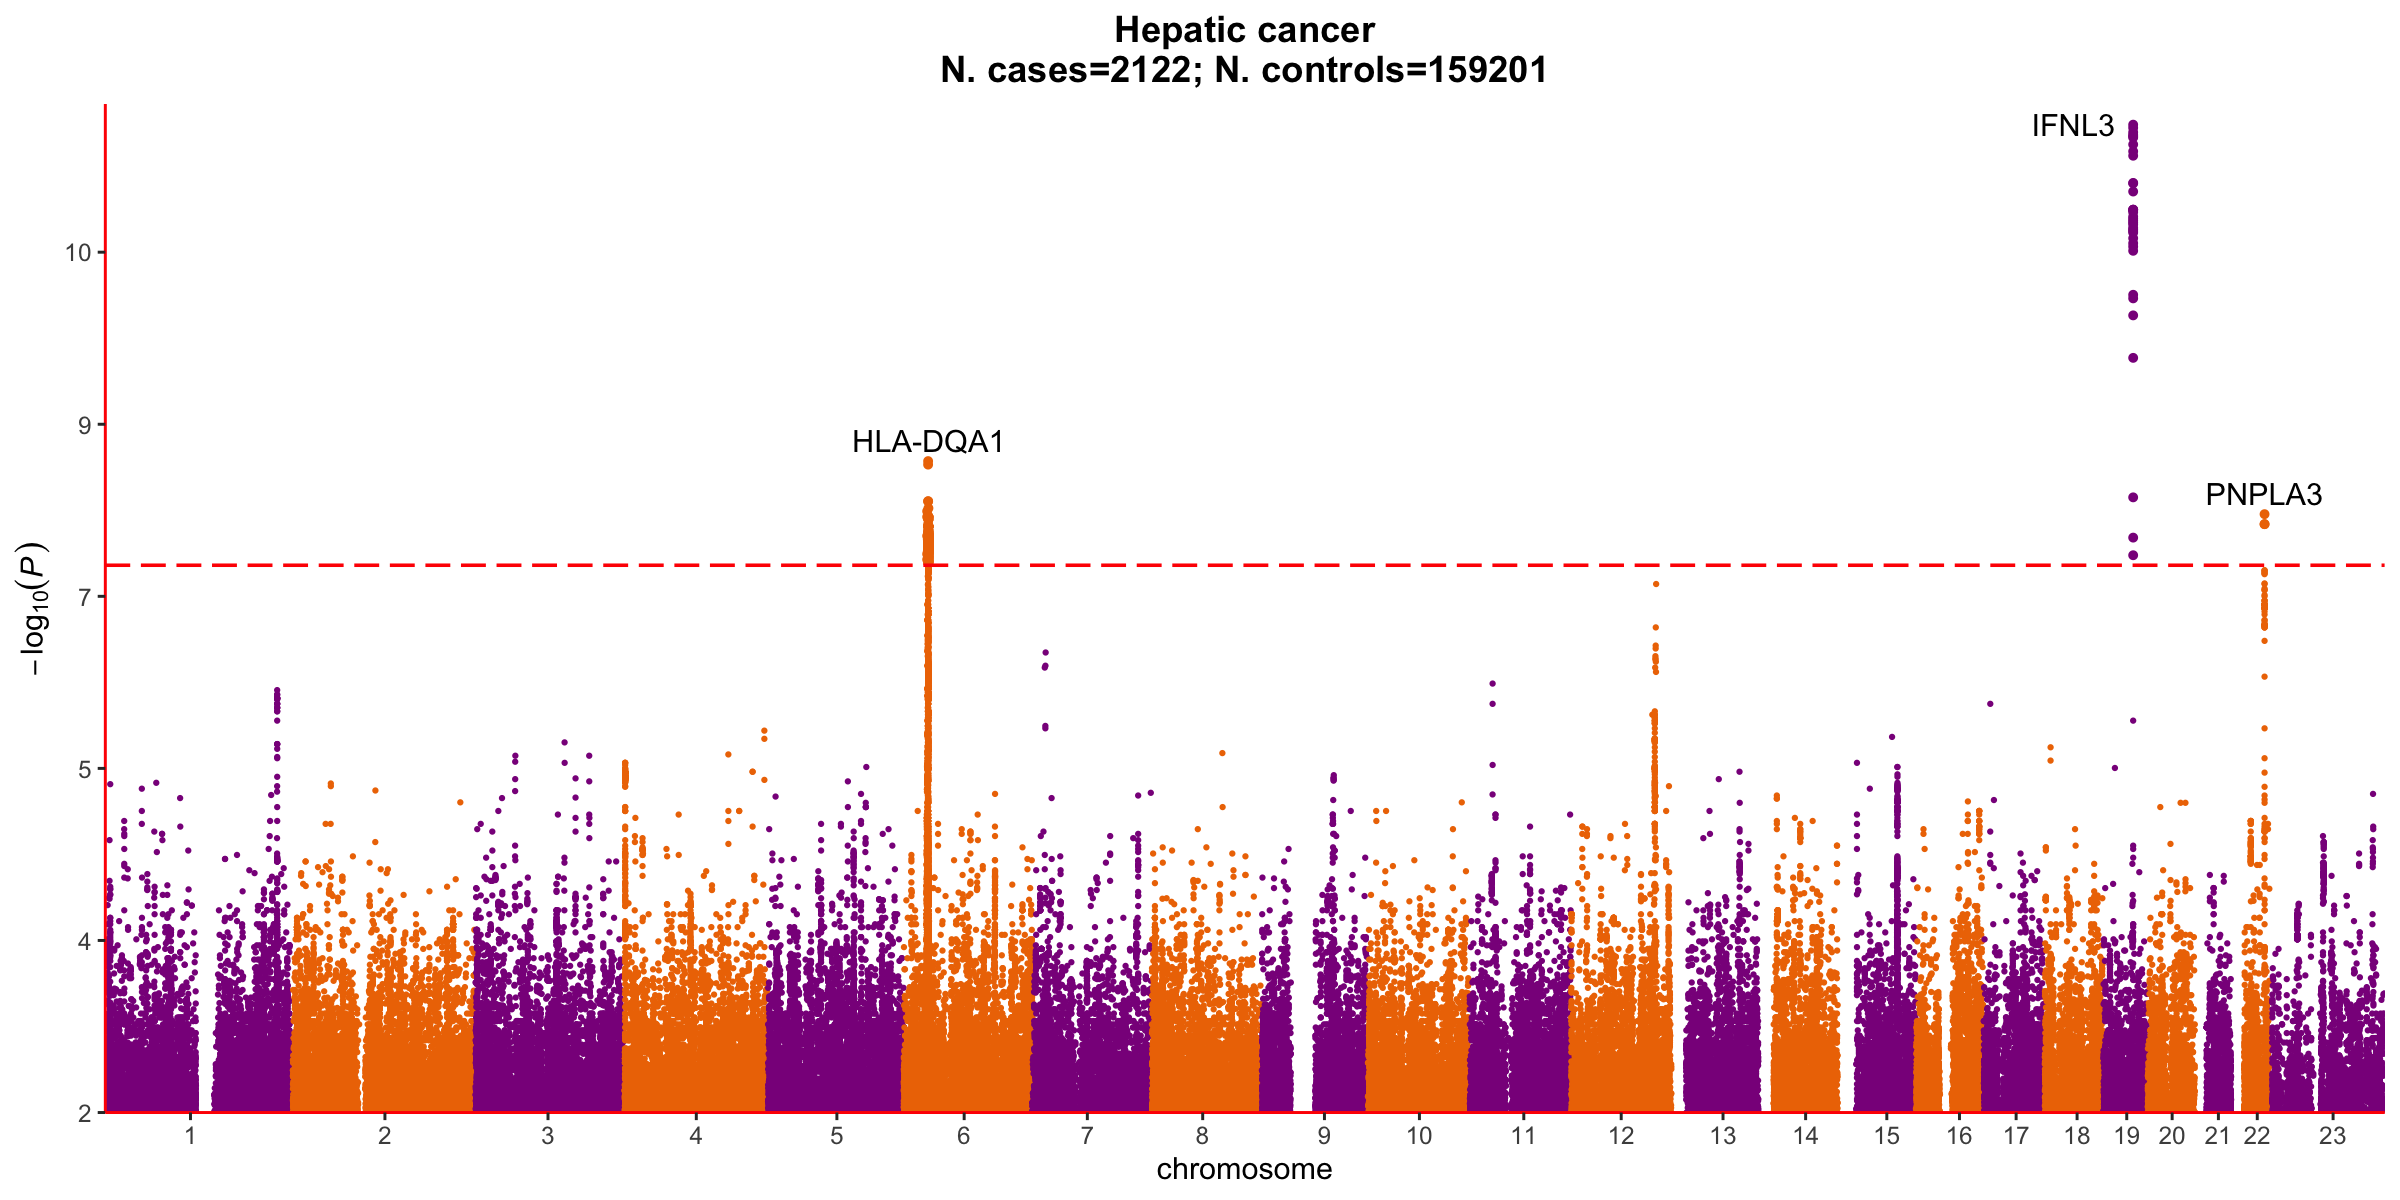 Hepatic cancer
N. cases=2122; N. controls=159201
IFNL3
10
9
HLA-DQA1
PNPLA3
7
5
4
2
−log10(P)
1 2 3 4 5 6 7 8 9 10 11 12 13 14 15 16 17 18 19 20 21 22 23
chromosome